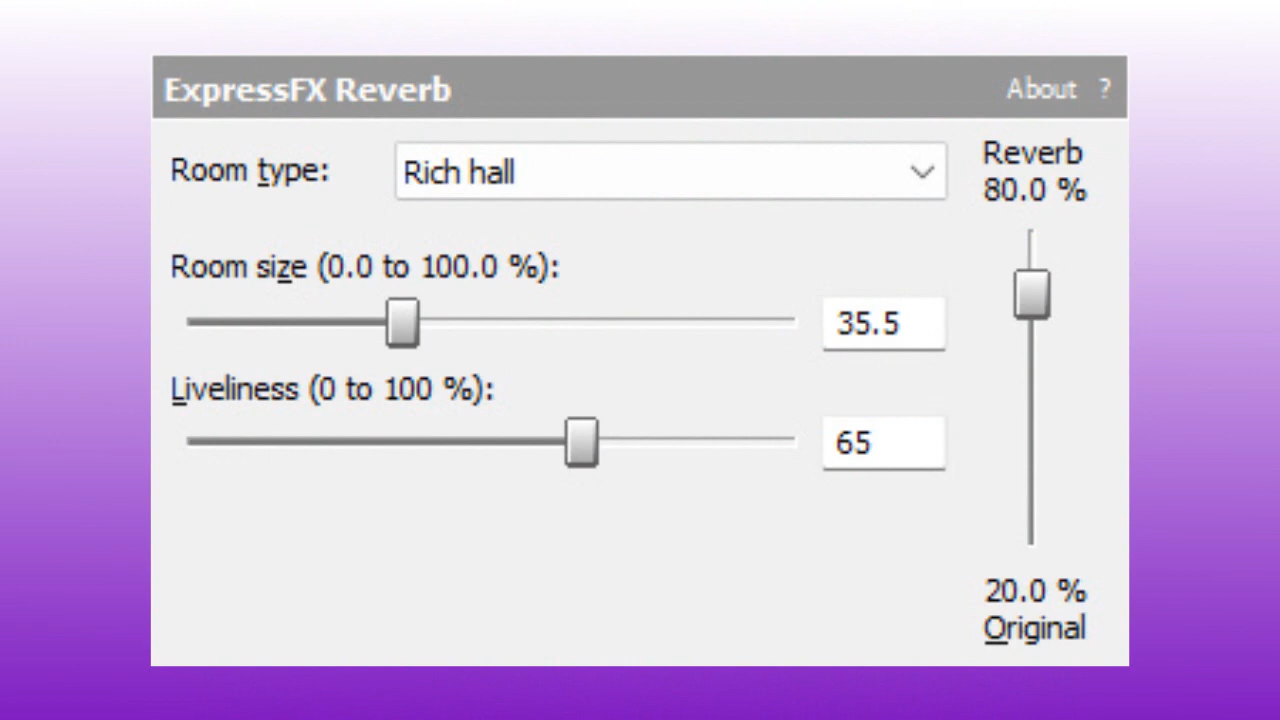 ExpressFX Reverb About ?
Room type: Rich hall
Reverb
80.0 %
Room size (0.0 to 100.0 %):
35.5
Liveliness (0 to 100 %):
65
20.0 %
Original